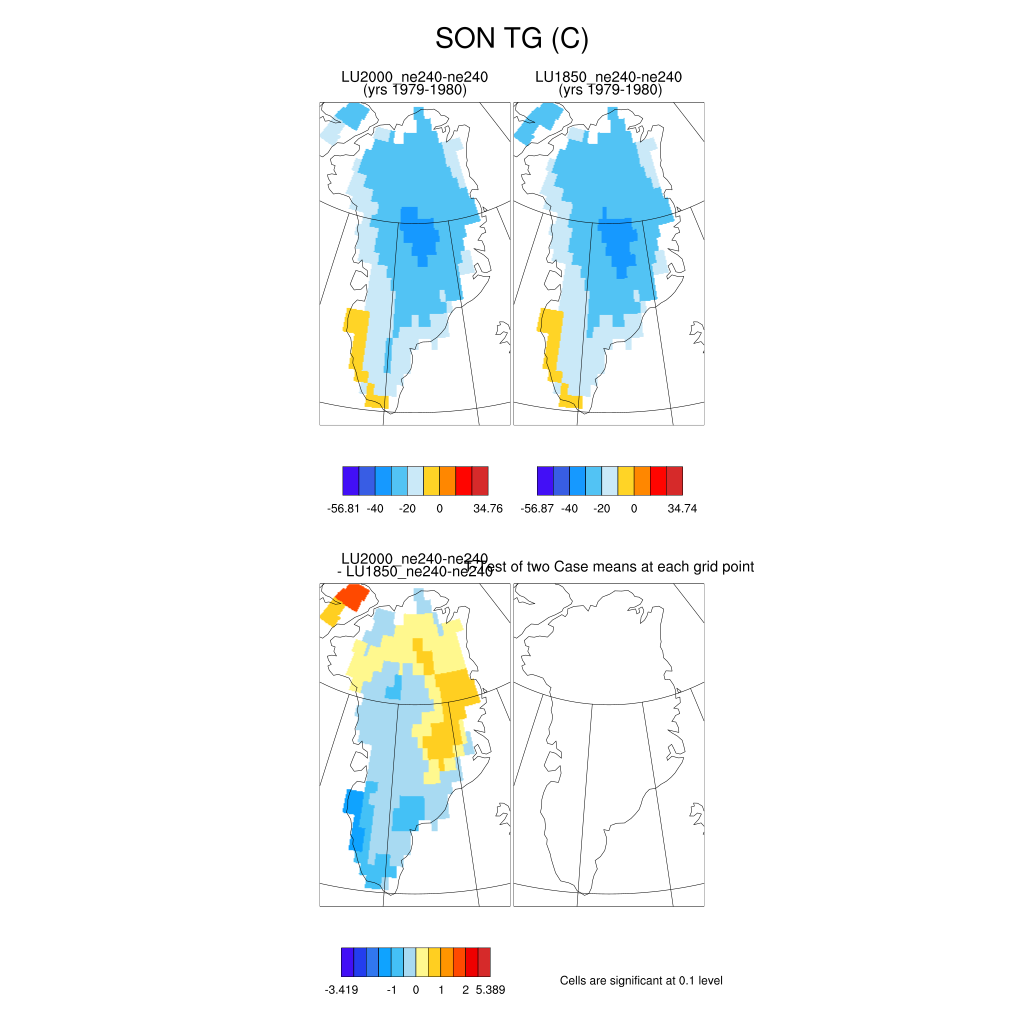 SON TG (C)
LU2000_ne240-ne240
(yrs 1979-1980)
LU1850_ne240-ne240
(yrs 1979-1980)
-56.81 -40 -20 0 34.76
-56.87 -40 -20 0 34.74
LU2000_ne240-ne240
- LU1850_ne240-ne240
T-Test of two Case means at each grid point
-3.419 -1 0 1 2 5.389
Cells are significant at 0.1 level